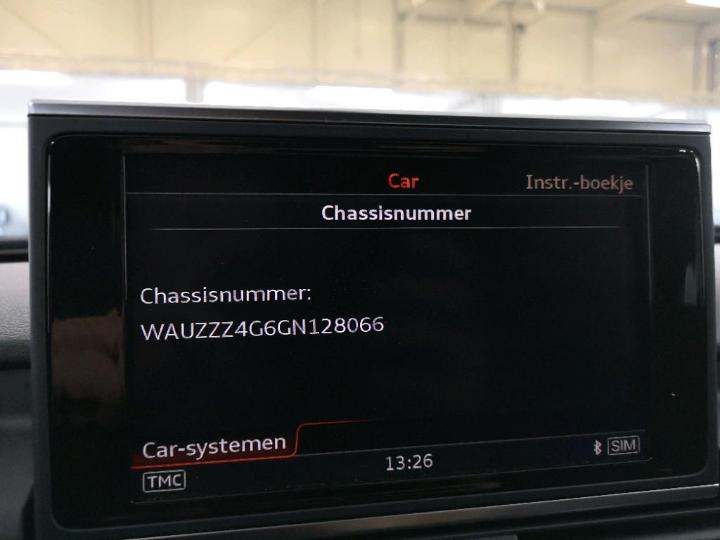 Car
Instr.-boekje
Chassisnummer
Chassisnummer:
WAUZZZ4G6GN128066
Car-systemen
TMC
13:26
SIM